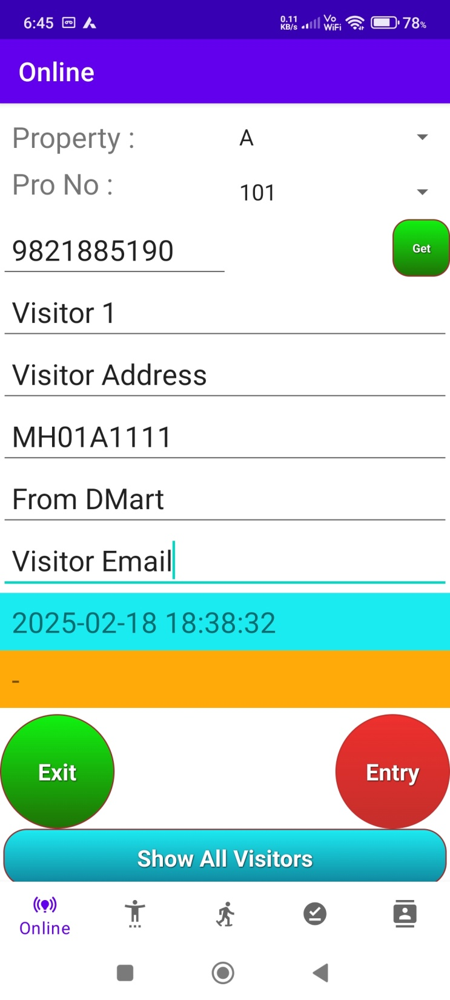 6:45 0.11 KB/s Vo WiFi 78%
Online
Property : A
Pro No : 101
9821885190 Get
Visitor 1
Visitor Address
MH01A1111
From DMart
Visitor Email
2025-02-18 18:38:32
-
Exit Entry
Show All Visitors
Online